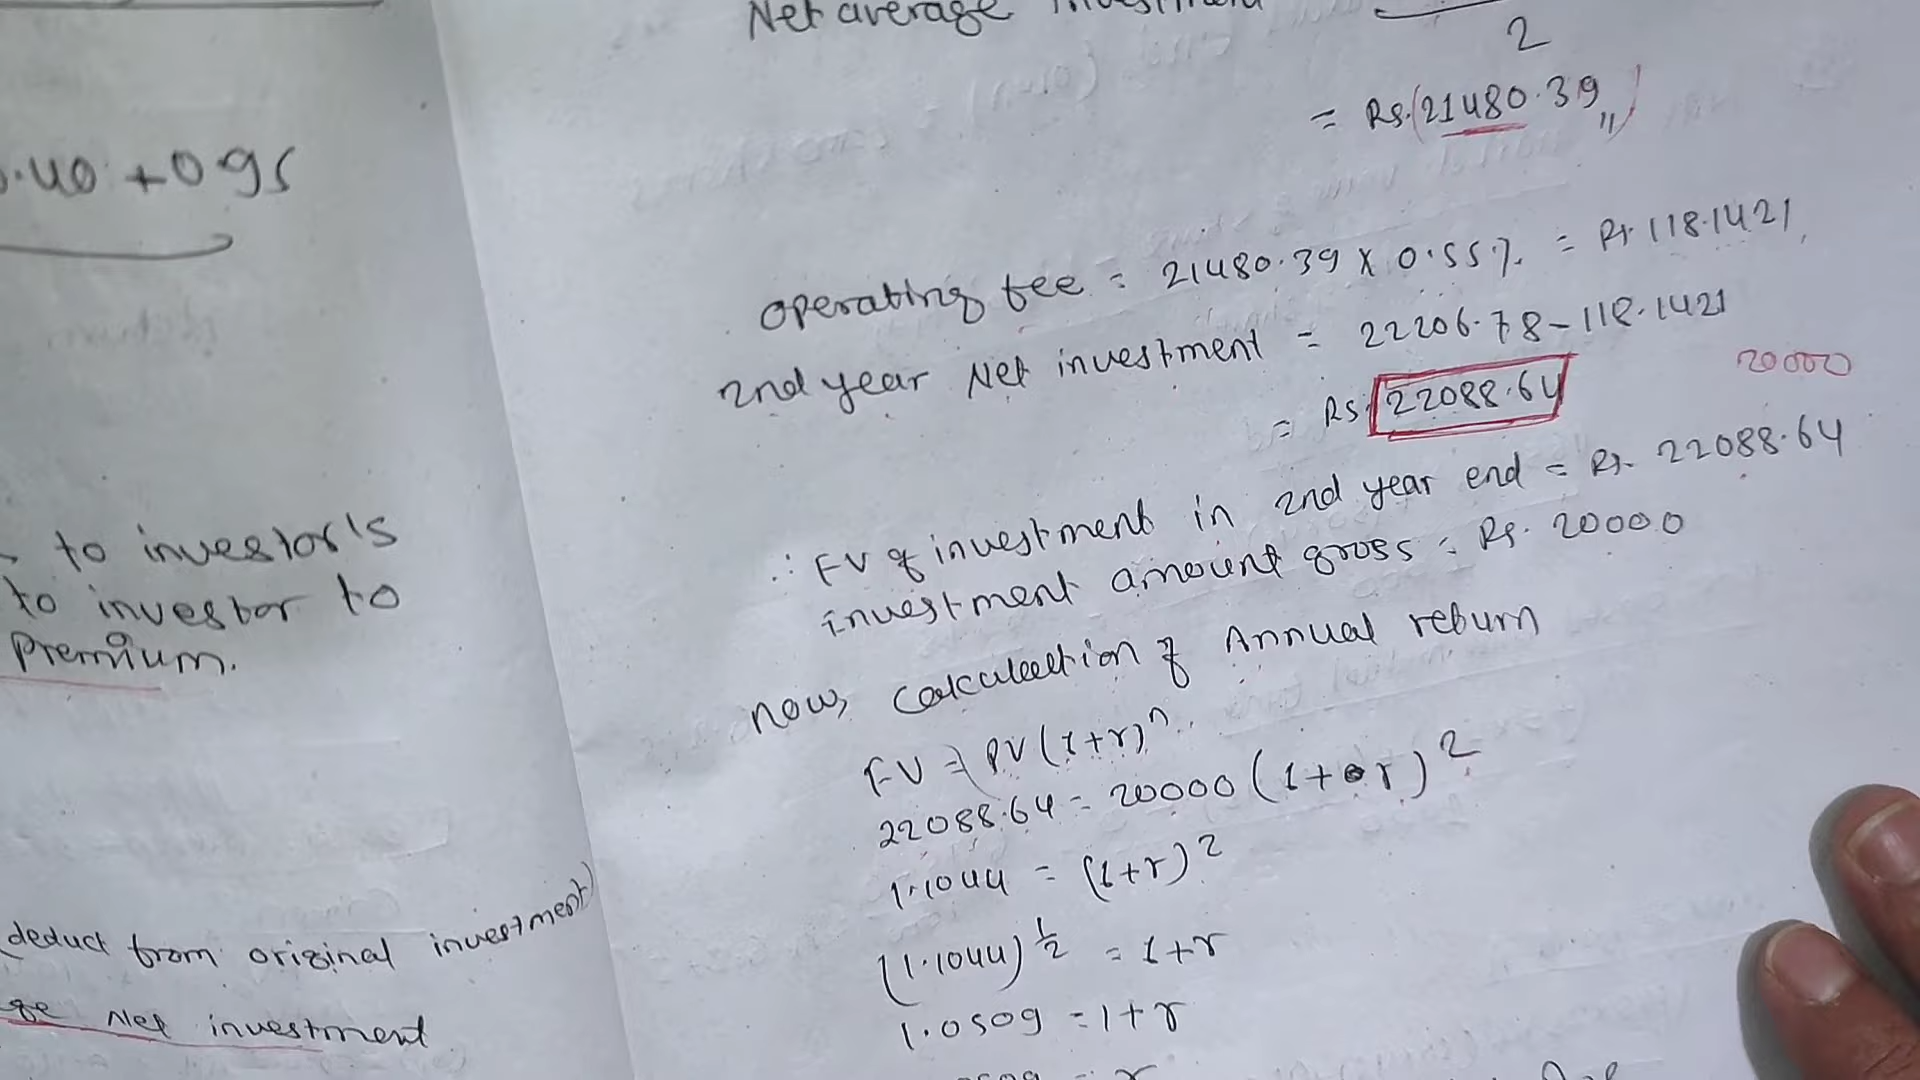 Net average investment
2
= Rs.(21480.39,,)
operating fee = 21480.39 x 0.55% = Rs. 118.1421
2nd year Net investment = 22206.78 - 118.1421
= Rs. 22088.64
20000
∴ FV of investment in 2nd year end = Rs. 22088.64
investment amount gross = Rs. 20000
now, calculation of Annual return
FV = PV(1+r)ⁿ
22088.64 = 20000 (1+r)²
1.1044 = (1+r)²
(1.1044)^½ = 1+r
1.0509 = 1+r
.40 + 0.95
to investor's
to investor to
Premium.
deduct from original investment)
Net investment